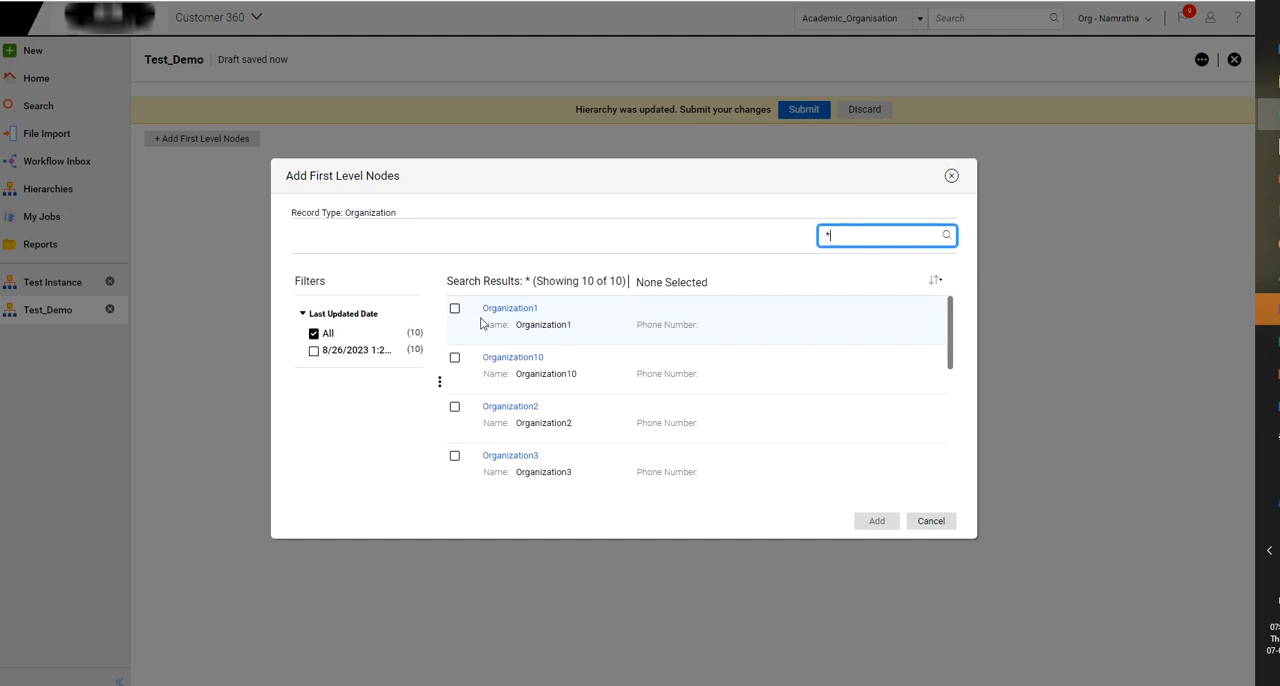 Customer 360
Academic_Organisation
Search
Org - Namratha
9
?
New
Home
Search
File Import
Workflow Inbox
Hierarchies
My Jobs
Reports
Test Instance
Test_Demo
Test_Demo
Draft saved now
Hierarchy was updated. Submit your changes
Submit
Discard
+ Add First Level Nodes
Add First Level Nodes
Record Type: Organization
*
Filters
Last Updated Date
All (10)
8/26/2023 1:2... (10)
Search Results: * (Showing 10 of 10) | None Selected
Organization1
Name: Organization1 Phone Number:
Organization10
Name: Organization10 Phone Number:
Organization2
Name: Organization2 Phone Number:
Organization3
Name: Organization3 Phone Number:
Add
Cancel